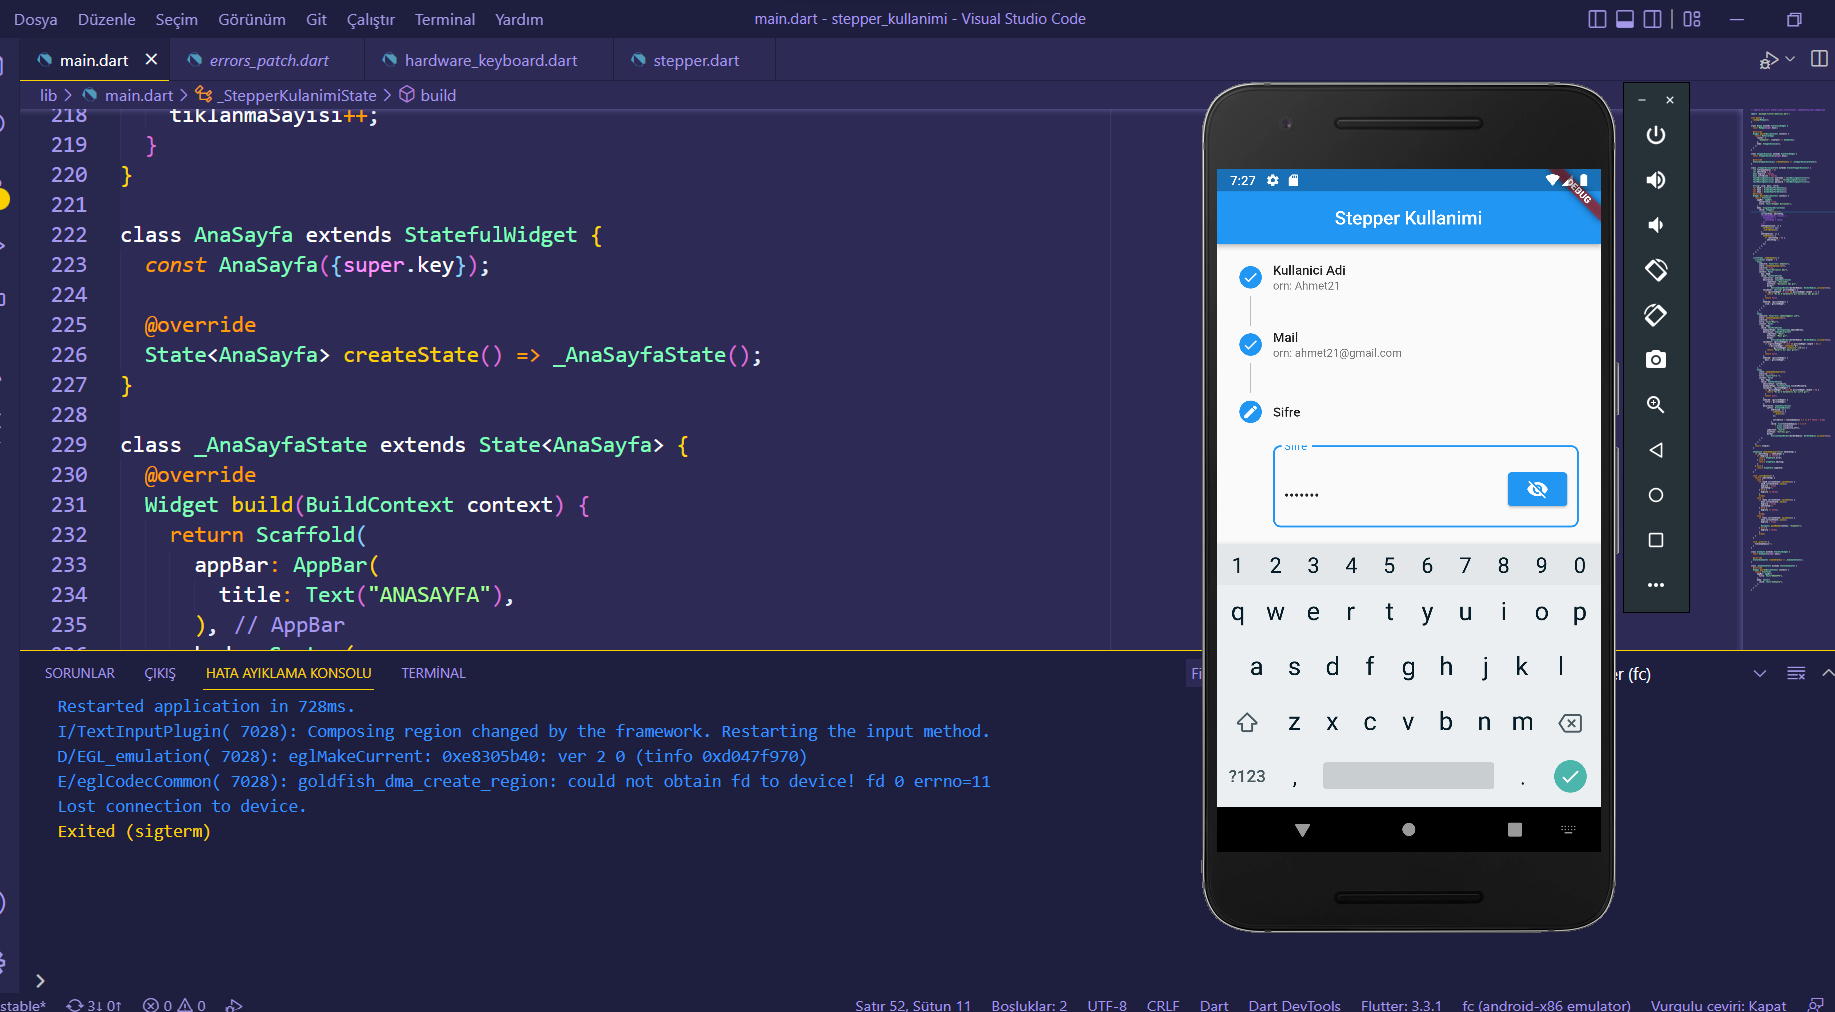 Dosya Düzenle Seçim Görünüm Git Çalıştır Terminal Yardım
main.dart - stepper_kullanimi - Visual Studio Code
main.dart errors_patch.dart hardware_keyboard.dart stepper.dart
lib > main.dart > _StepperKulanimiState > build
218 tiklanmaSayisi++;
219 }
220 }
221
222 class AnaSayfa extends StatefulWidget {
223 const AnaSayfa({super.key});
224
225 @override
226 State<AnaSayfa> createState() => _AnaSayfaState();
227 }
228
229 class _AnaSayfaState extends State<AnaSayfa> {
230 @override
231 Widget build(BuildContext context) {
232 return Scaffold(
233 appBar: AppBar(
234 title: Text("ANASAYFA"),
235 ), // AppBar
SORUNLAR ÇIKIŞ HATA AYIKLAMA KONSOLU TERMİNAL
Fi
r (fc)
Restarted application in 728ms.
I/TextInputPlugin( 7028): Composing region changed by the framework. Restarting the input method.
D/EGL_emulation( 7028): eglMakeCurrent: 0xe8305b40: ver 2 0 (tinfo 0xd047f970)
E/eglCodecCommon( 7028): goldfish_dma_create_region: could not obtain fd to device! fd 0 errno=11
Lost connection to device.
Exited (sigterm)
7:27
DEBUG
Stepper Kullanimi
Kullanici Adi
orn: Ahmet21
Mail
orn: ahmet21@gmail.com
Sifre
Sifre
•••••••
1 2 3 4 5 6 7 8 9 0
q w e r t y u i o p
a s d f g h j k l
z x c v b n m
?123 , .
stable* 3↓ 0↑ 0 0
Satır 52, Sütun 11 Boşluklar: 2 UTF-8 CRLF Dart Dart DevTools Flutter: 3.3.1 fc (android-x86 emulator) Vurgulu çeviri: Kapat